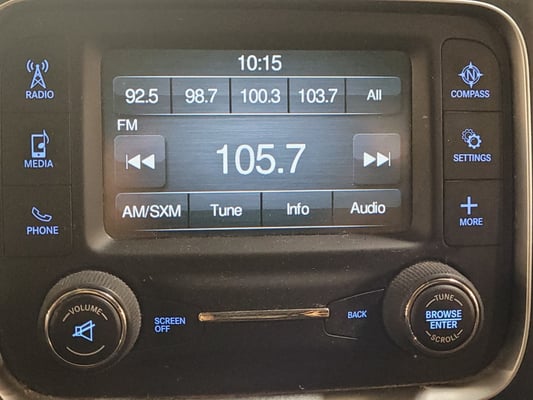 10:15
92.5 98.7 100.3 103.7 All
FM
105.7
AM/SXM Tune Info Audio
RADIO
MEDIA
PHONE
N
COMPASS
SETTINGS
MORE
VOLUME
SCREEN
OFF
BACK
TUNE
BROWSE
ENTER
SCROLL